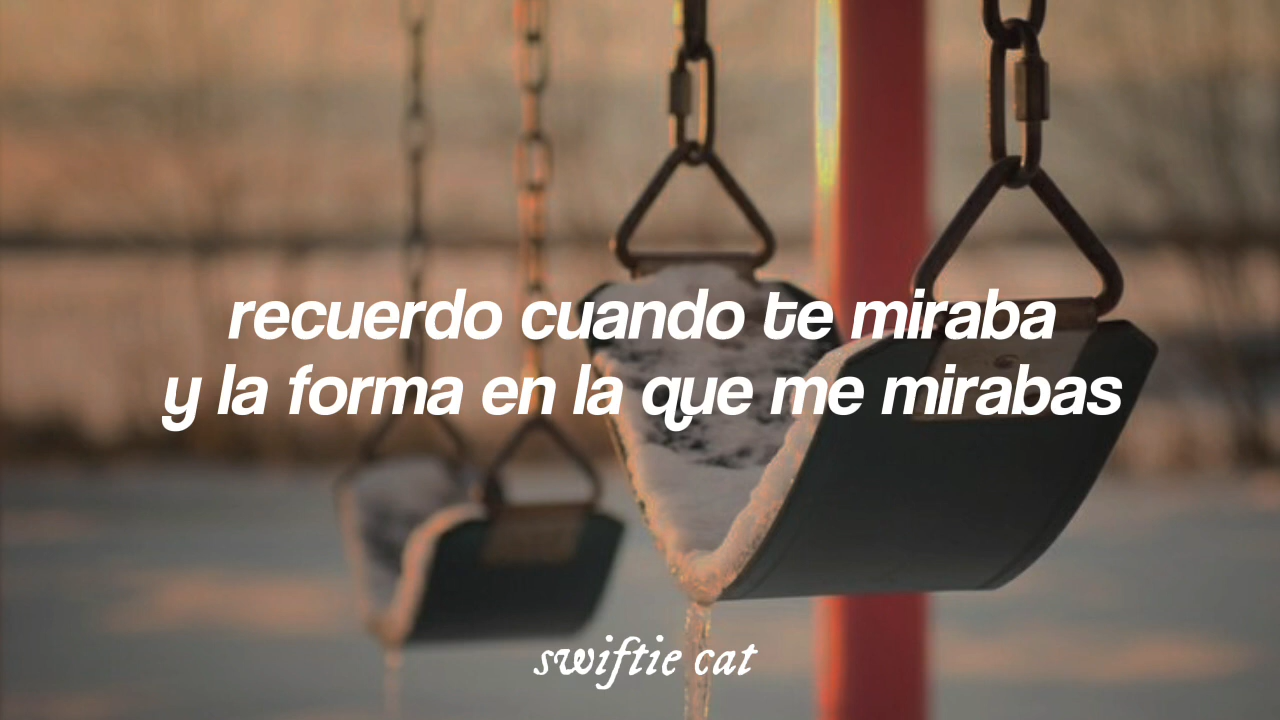 recuerdo cuando te miraba
y la forma en la que me mirabas
swiftie cat